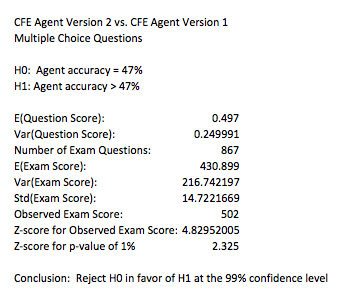 CFE Agent Version 2 vs. CFE Agent Version 1
Multiple Choice Questions
H0: Agent accuracy = 47%
H1: Agent accuracy > 47%
E(Question Score): 0.497
Var(Question Score): 0.249991
Number of Exam Questions: 867
E(Exam Score): 430.899
Var(Exam Score): 216.742197
Std(Exam Score): 14.7221669
Observed Exam Score: 502
Z-score for Observed Exam Score: 4.82952005
Z-score for p-value of 1% 2.325
Conclusion: Reject H0 in favor of H1 at the 99% confidence level